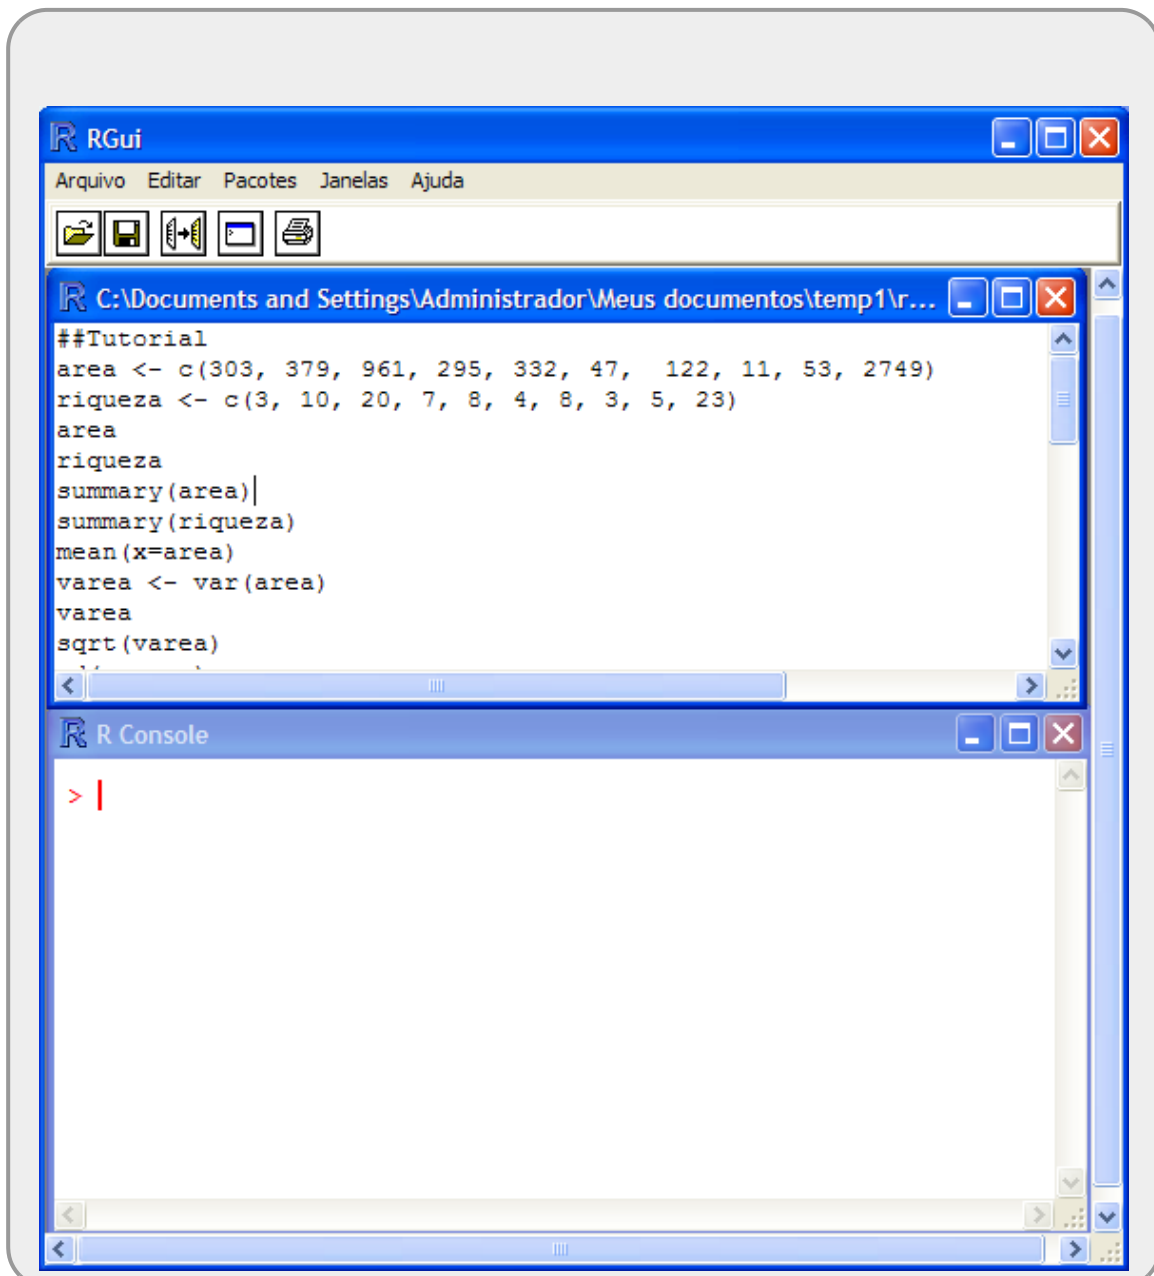 RGui
Arquivo Editar Pacotes Janelas Ajuda
C:\Documents and Settings\Administrador\Meus documentos\temp1\r...
##Tutorial
area <- c(303, 379, 961, 295, 332, 47,  122, 11, 53, 2749)
riqueza <- c(3, 10, 20, 7, 8, 4, 8, 3, 5, 23)
area
riqueza
summary(area)
summary(riqueza)
mean(x=area)
varea <- var(area)
varea
sqrt(varea)
R Console
>